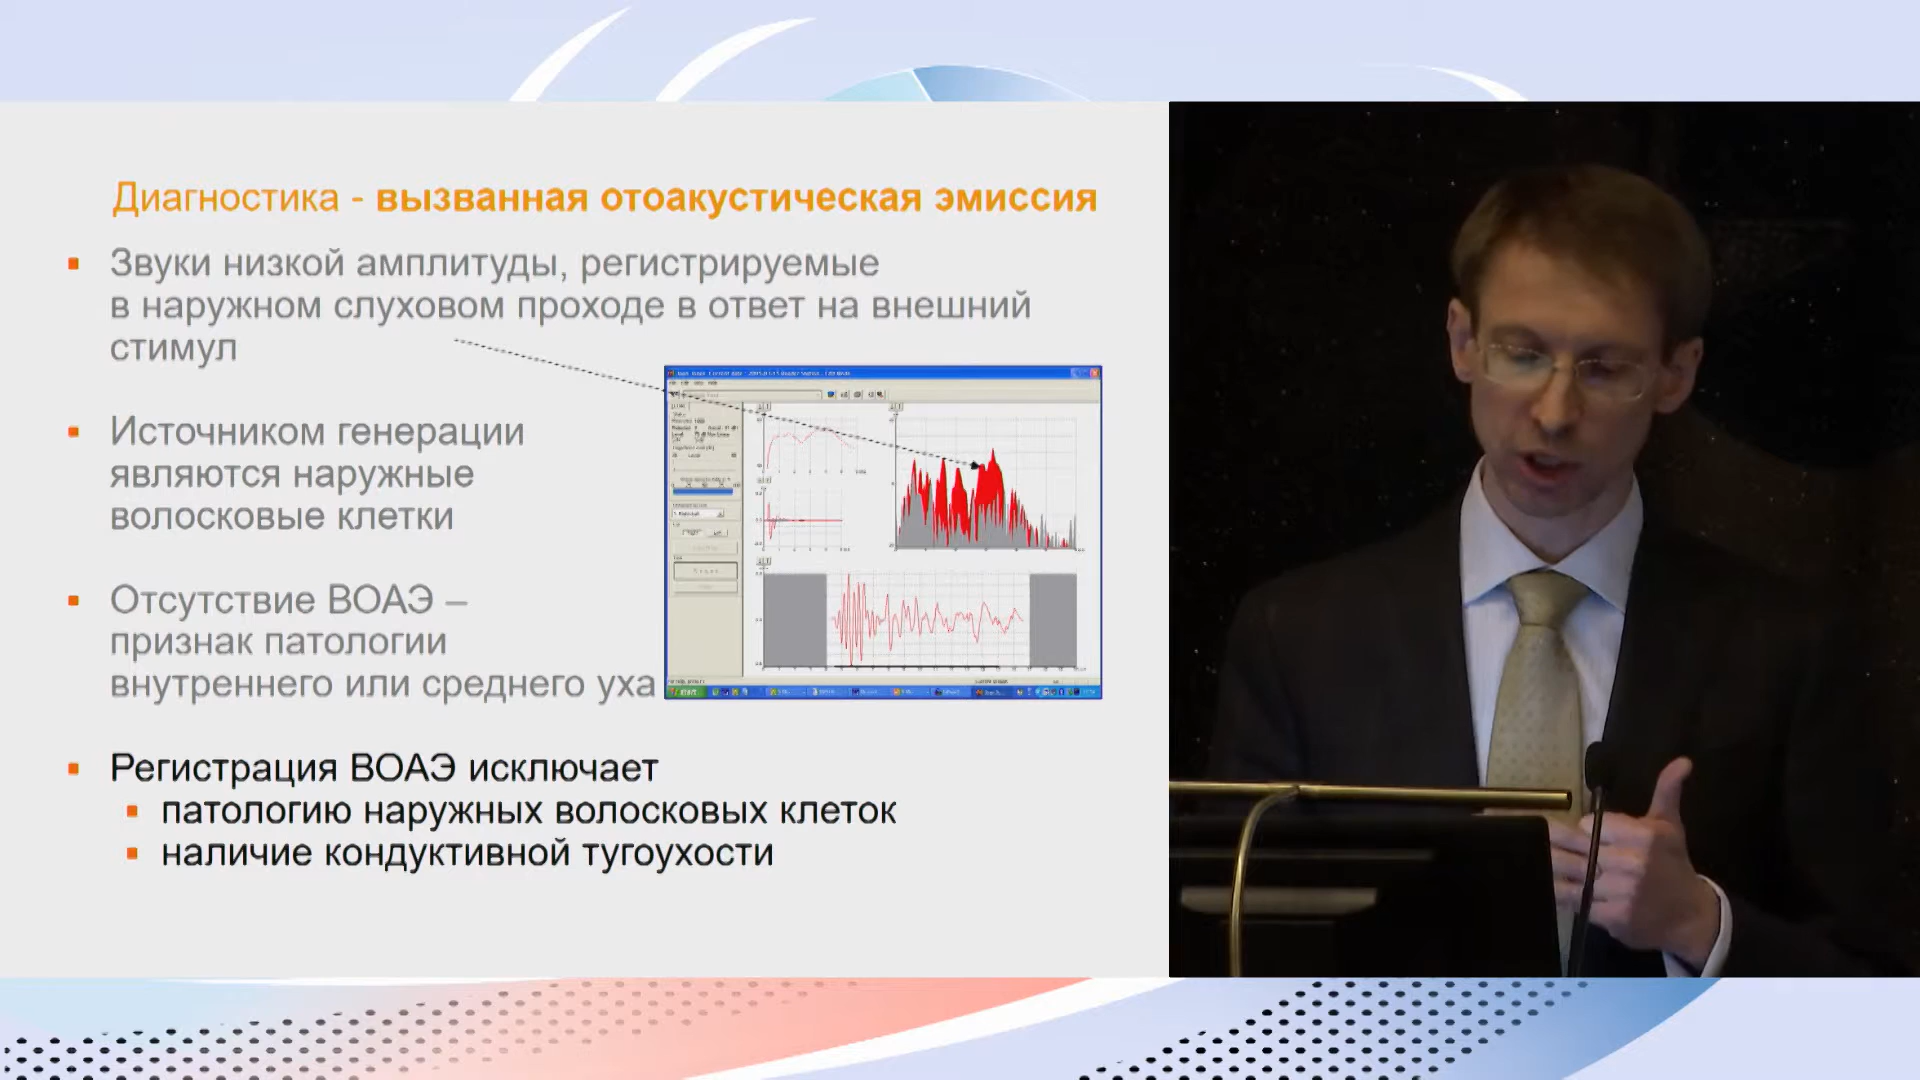 Диагностика - вызванная отоакустическая эмиссия
Звуки низкой амплитуды, регистрируемые
в наружном слуховом проходе в ответ на внешний
стимул
Источником генерации
являются наружные
волосковые клетки
Отсутствие ВОАЭ –
признак патологии
внутреннего или среднего уха
Регистрация ВОАЭ исключает
патологию наружных волосковых клеток
наличие кондуктивной тугоухости
start